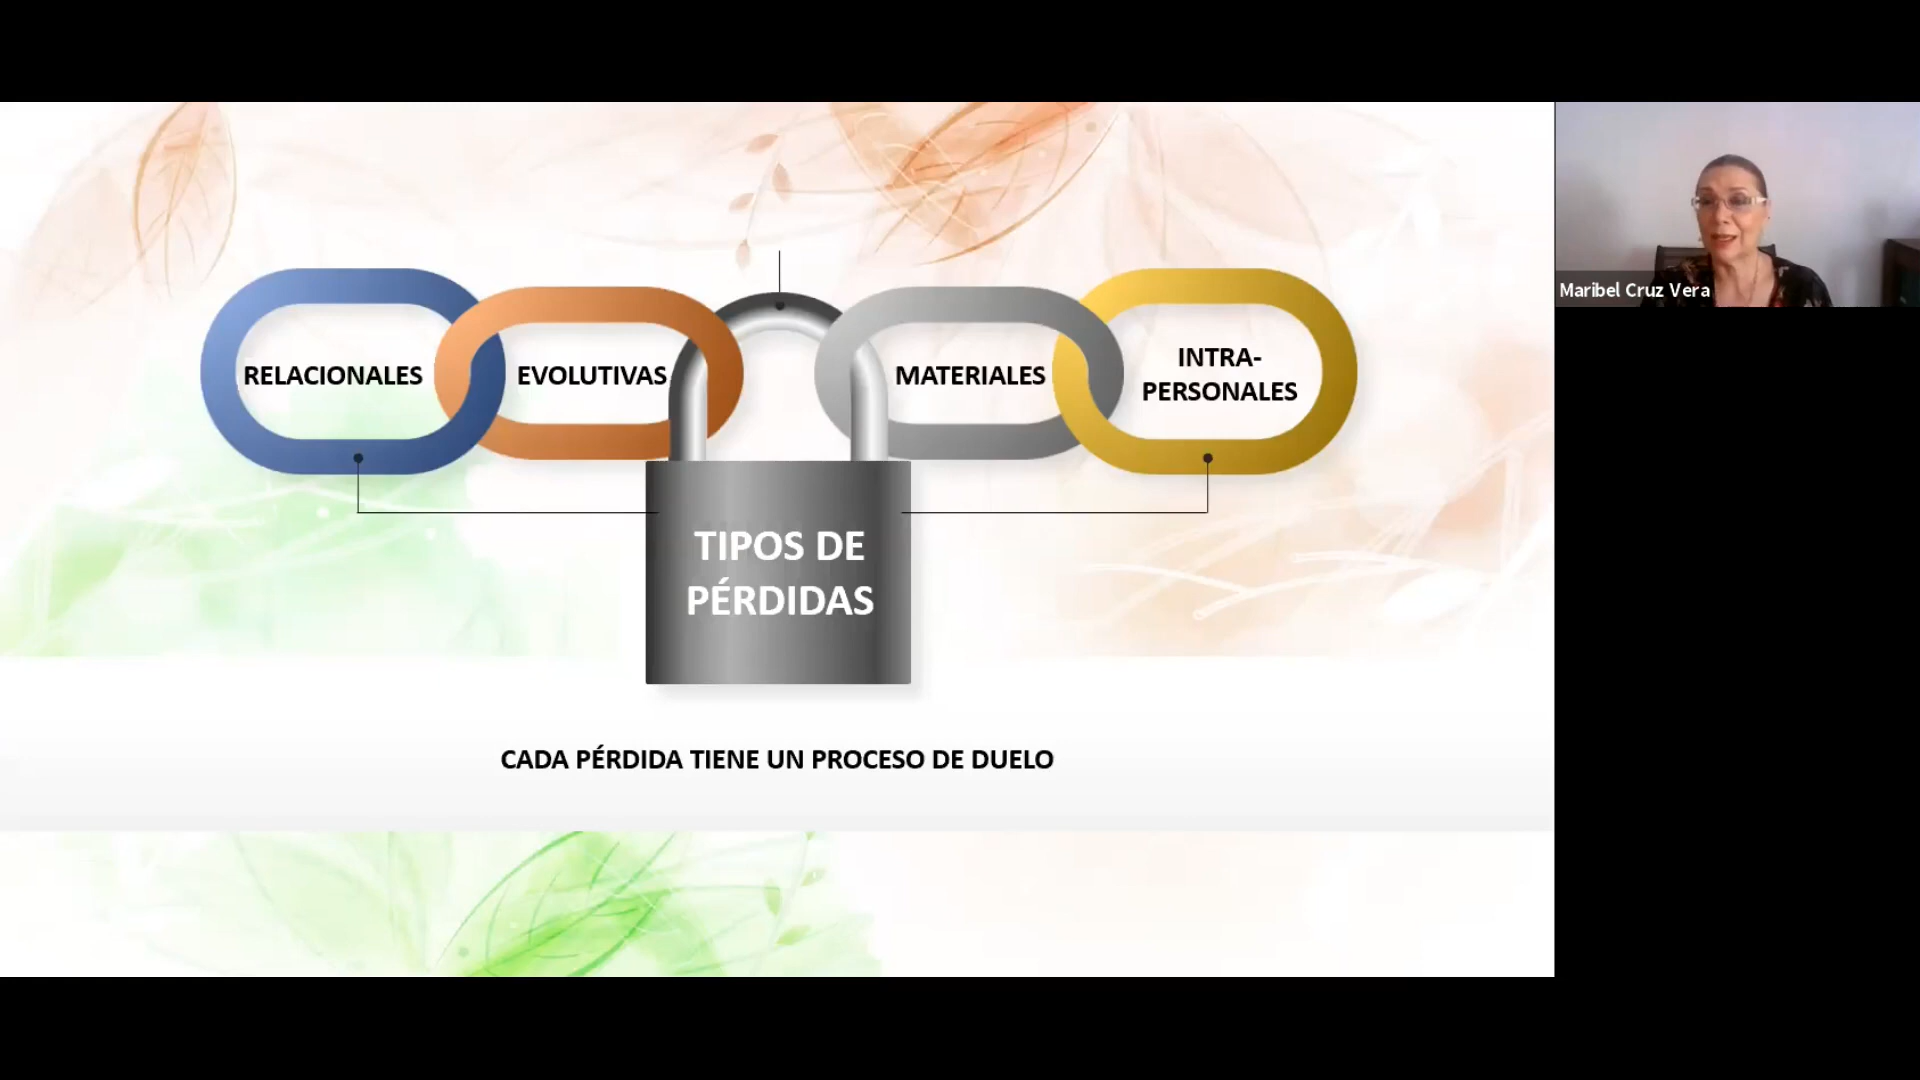 RELACIONALES
EVOLUTIVAS
MATERIALES
INTRA-
PERSONALES
TIPOS DE
PÉRDIDAS
CADA PÉRDIDA TIENE UN PROCESO DE DUELO
Maribel Cruz Vera